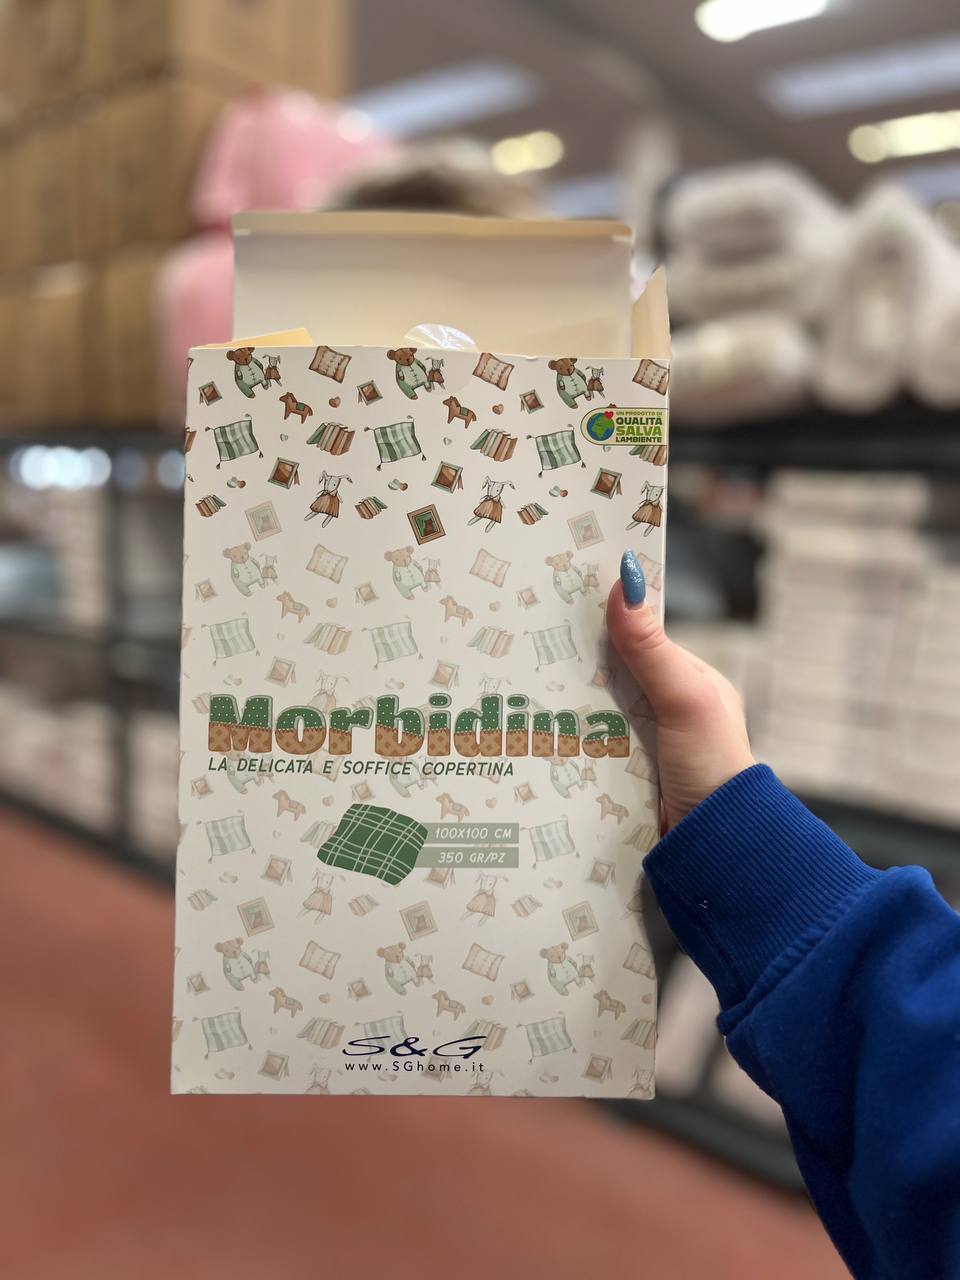 UN PRODOTTO DI
QUALITÀ
SALVA
L'AMBIENTE
Morbidina
LA DELICATA E SOFFICE COPERTINA
100X100 CM
350 GR/PZ
S&G
www.SGhome.it